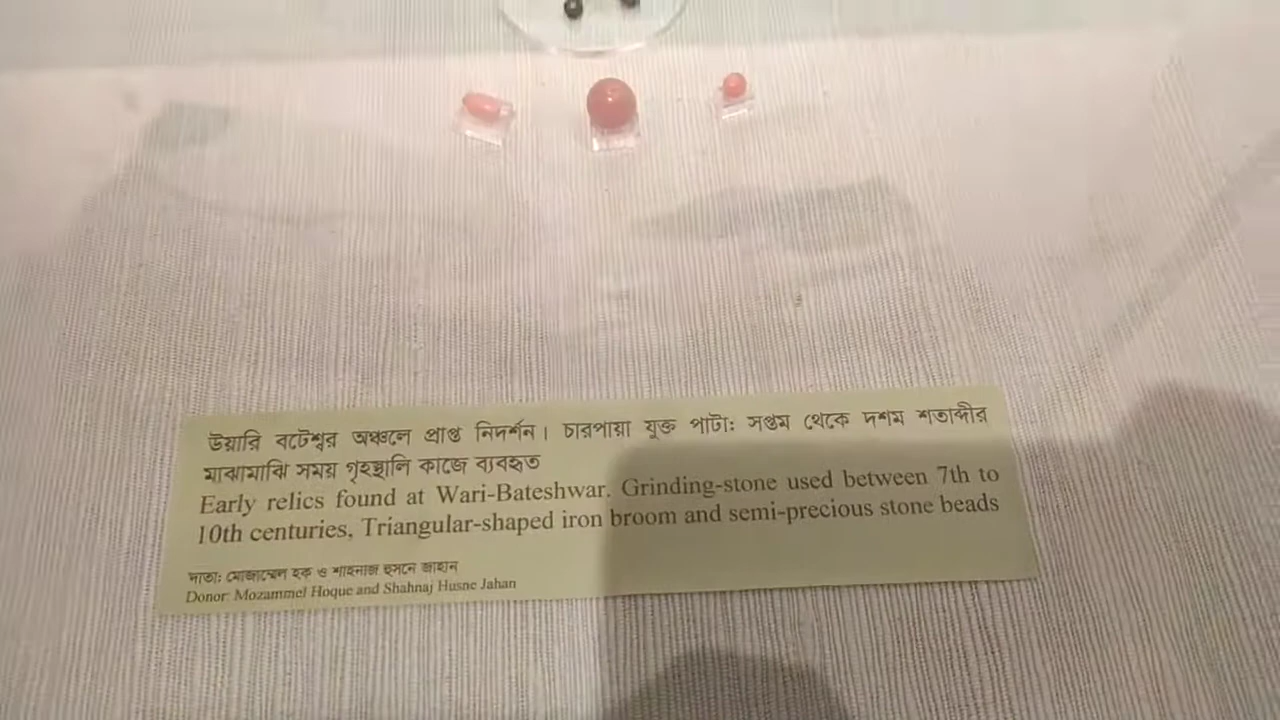 উয়ারি বটেশ্বর অঞ্চলে প্রাপ্ত নিদর্শন। চারপায়া যুক্ত পাটা: সপ্তম থেকে দশম শতাব্দীর
মাঝামাঝি সময় গৃহস্থালি কাজে ব্যবহৃত
Early relics found at Wari-Bateshwar. Grinding-stone used between 7th to
10th centuries, Triangular-shaped iron broom and semi-precious stone beads
দাতা: মোজাম্মেল হক ও শাহনাজ হুসনে জাহান
Donor: Mozammel Hoque and Shahnaj Husne Jahan